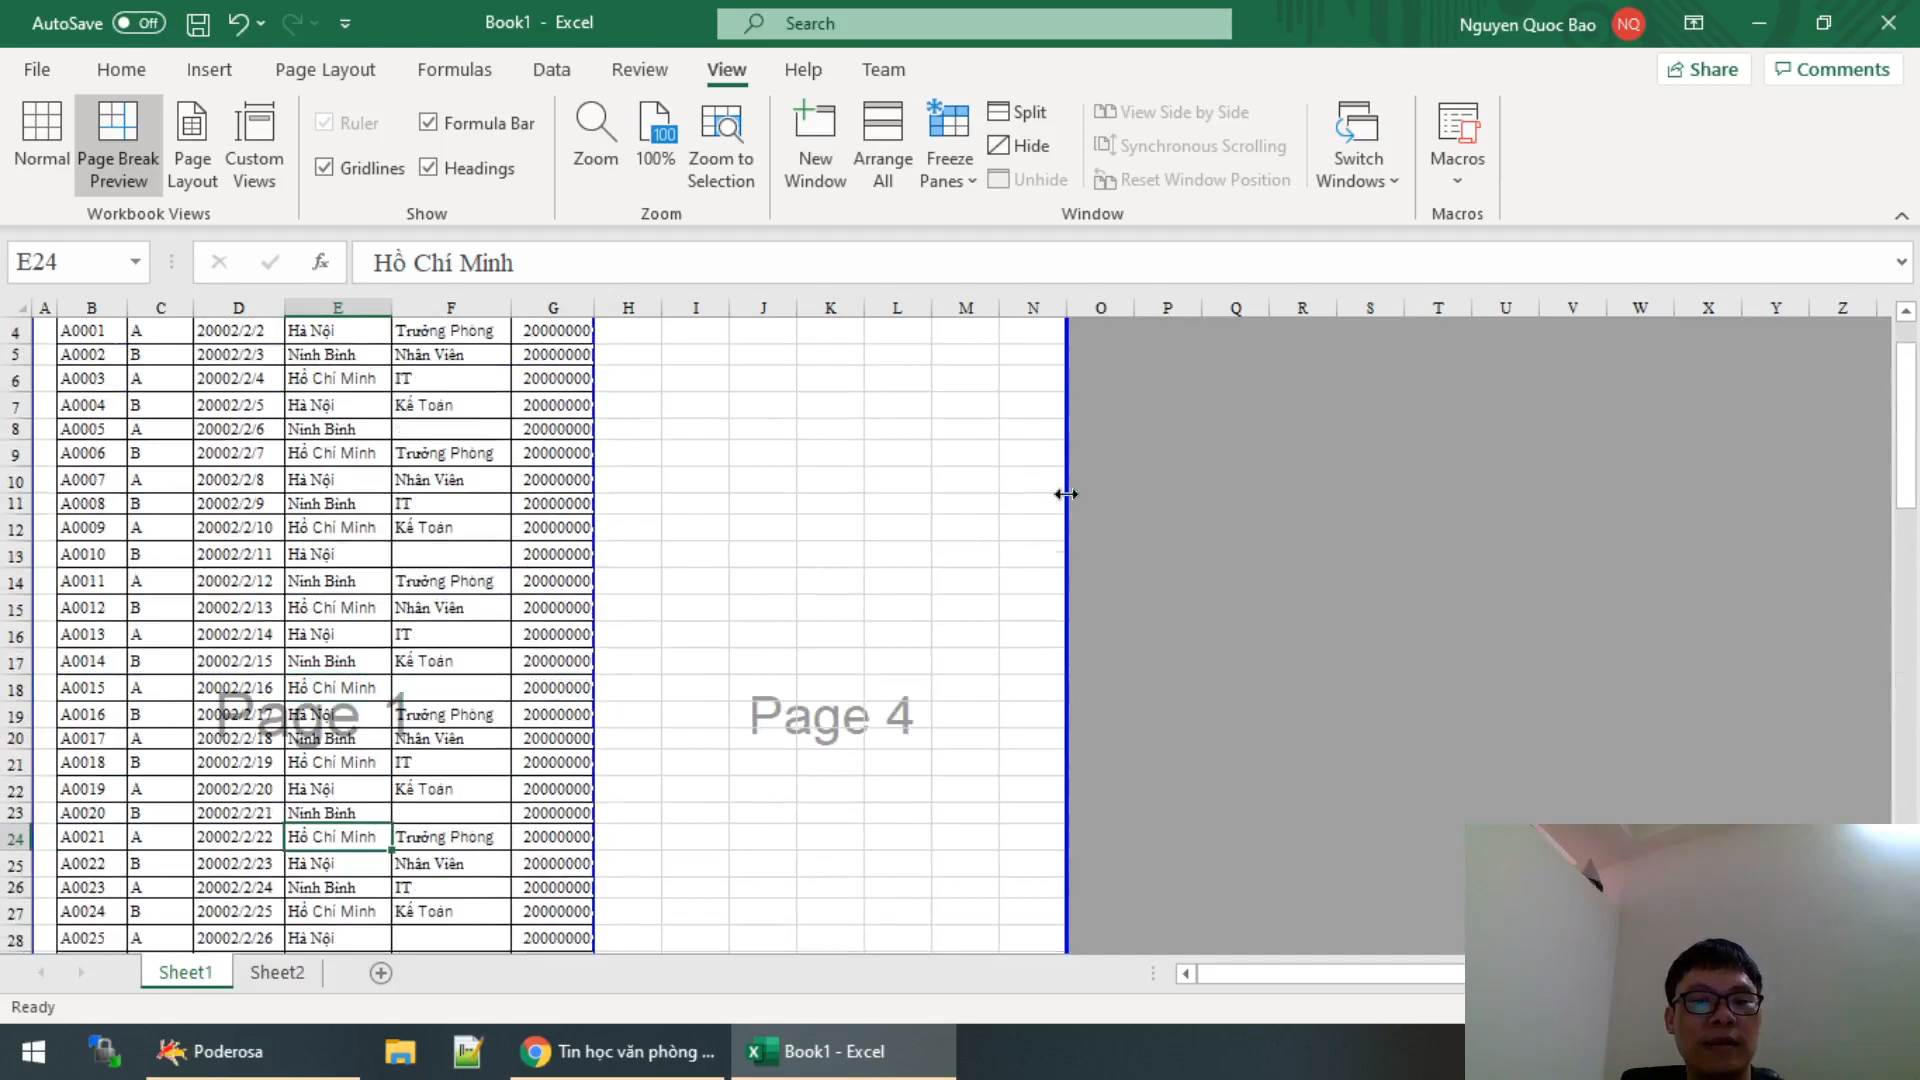 AutoSave Off Book1 - Excel Search Nguyen Quoc Bao NQ
File Home Insert Page Layout Formulas Data Review View Help Team Share Comments
Normal Page Break Preview Page Layout Custom Views
Workbook Views
Ruler Formula Bar
Gridlines Headings
Show
Zoom 100 100% Zoom to Selection
Zoom
New Window Arrange All Freeze Panes
Split
Hide
Unhide
View Side by Side
Synchronous Scrolling
Reset Window Position
Switch Windows
Window
Macros
Macros
E24 fx Hồ Chí Minh
A B C D E F G H I J K L M N O P Q R S T U V W X Y Z
4 A0001 A 20002/2/2 Hà Nội Trưởng Phòng 20000000
5 A0002 B 20002/2/3 Ninh Bình Nhân Viên 20000000
6 A0003 A 20002/2/4 Hồ Chí Minh IT 20000000
7 A0004 B 20002/2/5 Hà Nội Kế Toán 20000000
8 A0005 A 20002/2/6 Ninh Bình 20000000
9 A0006 B 20002/2/7 Hồ Chí Minh Trưởng Phòng 20000000
10 A0007 A 20002/2/8 Hà Nội Nhân Viên 20000000
11 A0008 B 20002/2/9 Ninh Bình IT 20000000
12 A0009 A 20002/2/10 Hồ Chí Minh Kế Toán 20000000
13 A0010 B 20002/2/11 Hà Nội 20000000
14 A0011 A 20002/2/12 Ninh Bình Trưởng Phòng 20000000
15 A0012 B 20002/2/13 Hồ Chí Minh Nhân Viên 20000000
16 A0013 A 20002/2/14 Hà Nội IT 20000000
17 A0014 B 20002/2/15 Ninh Bình Kế Toán 20000000
18 A0015 A 20002/2/16 Hồ Chí Minh 20000000
19 A0016 B 20002/2/17 Hà Nội Trưởng Phòng 20000000
Page 1 Page 4
20 A0017 A 20002/2/18 Ninh Bình Nhân Viên 20000000
21 A0018 B 20002/2/19 Hồ Chí Minh IT 20000000
22 A0019 A 20002/2/20 Hà Nội Kế Toán 20000000
23 A0020 B 20002/2/21 Ninh Bình 20000000
24 A0021 A 20002/2/22 Hồ Chí Minh Trưởng Phòng 20000000
25 A0022 B 20002/2/23 Hà Nội Nhân Viên 20000000
26 A0023 A 20002/2/24 Ninh Bình IT 20000000
27 A0024 B 20002/2/25 Hồ Chí Minh Kế Toán 20000000
28 A0025 A 20002/2/26 Hà Nội 20000000
Sheet1 Sheet2
Ready
Poderosa Tin học văn phòng ... Book1 - Excel